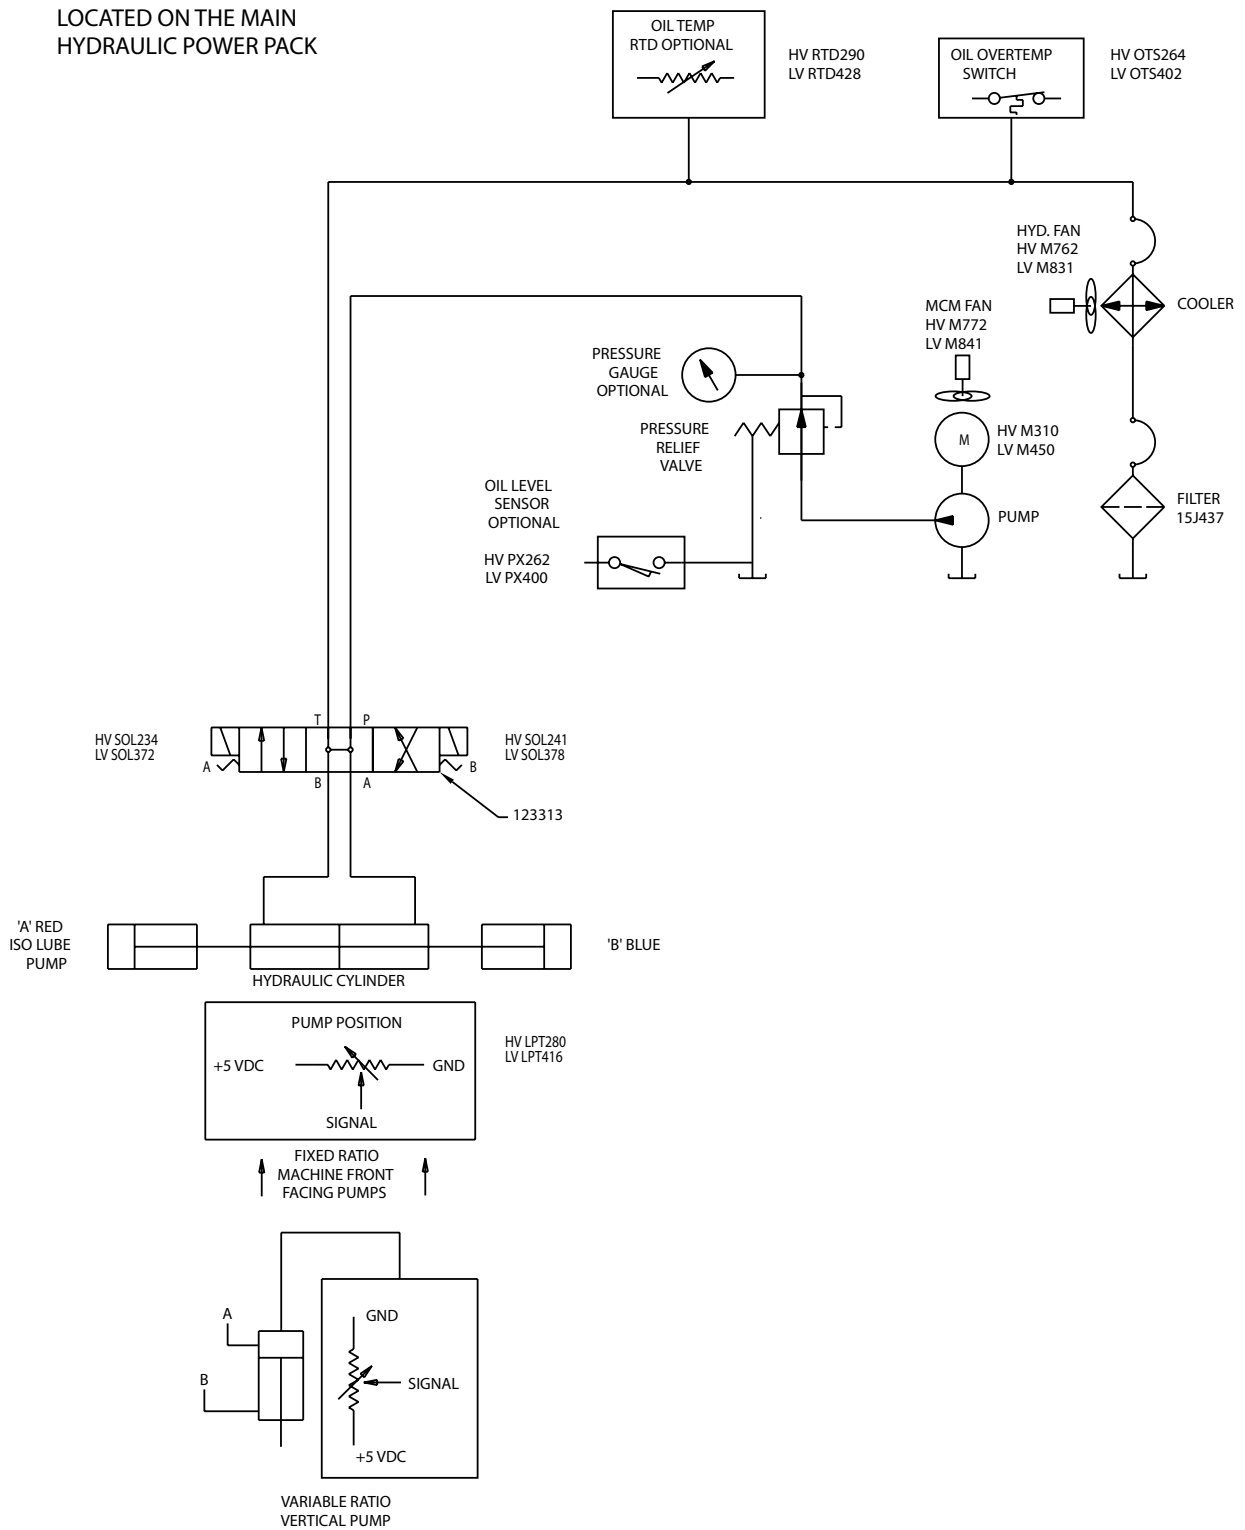 LOCATED ON THE MAIN
HYDRAULIC POWER PACK
OIL TEMP
RTD OPTIONAL
HV RTD290
LV RTD428
OIL OVERTEMP
SWITCH
HV OTS264
LV OTS402
HYD. FAN
HV M762
LV M831
COOLER
MCM FAN
HV M772
LV M841
PRESSURE
GAUGE
OPTIONAL
PRESSURE
RELIEF
VALVE
M
HV M310
LV M450
OIL LEVEL
SENSOR
OPTIONAL
HV PX262
LV PX400
PUMP
FILTER
15J437
HV SOL234
LV SOL372
A
T
P
B
A
HV SOL241
LV SOL378
B
123313
'A' RED
ISO LUBE
PUMP
'B' BLUE
HYDRAULIC CYLINDER
PUMP POSITION
+5 VDC
GND
SIGNAL
HV LPT280
LV LPT416
FIXED RATIO
MACHINE FRONT
FACING PUMPS
A
B
GND
SIGNAL
+5 VDC
VARIABLE RATIO
VERTICAL PUMP